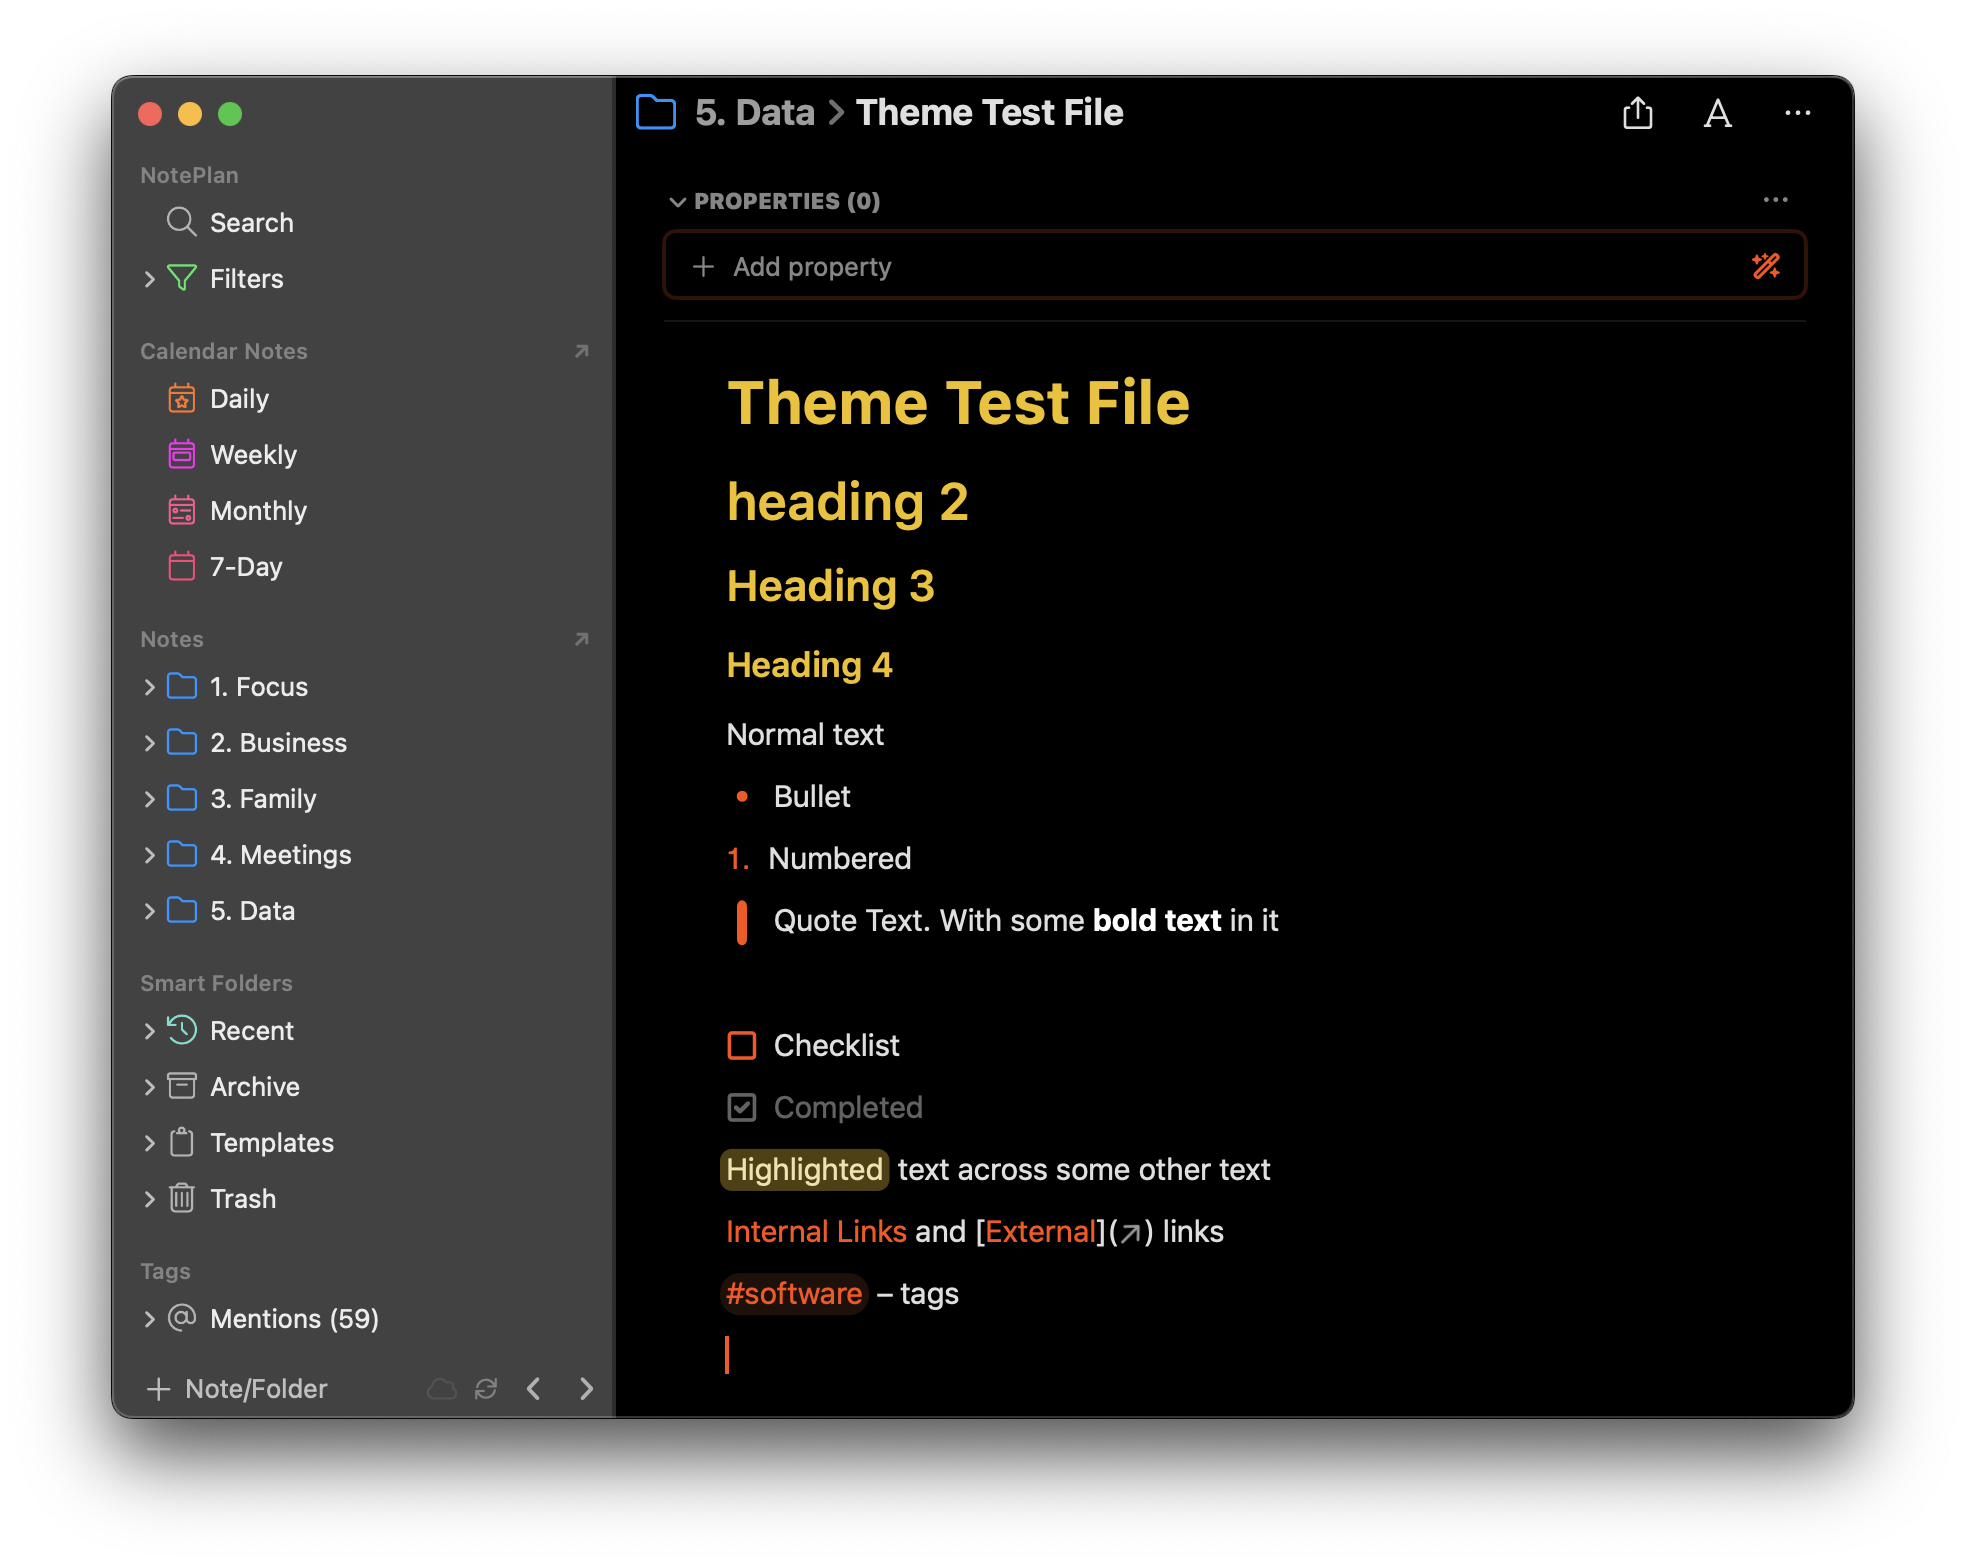 NotePlan
Search
Filters
Calendar Notes
Daily
Weekly
Monthly
7-Day
Notes
1. Focus
2. Business
3. Family
4. Meetings
5. Data
Smart Folders
Recent
Archive
Templates
Trash
Tags
Mentions (59)
Note/Folder
5. Data > Theme Test File
PROPERTIES (0)
Add property
Theme Test File
heading 2
Heading 3
Heading 4
Normal text
• Bullet
1. Numbered
Quote Text. With some bold text in it
Checklist
Completed
Highlighted text across some other text
Internal Links and [External](↗) links
#software – tags